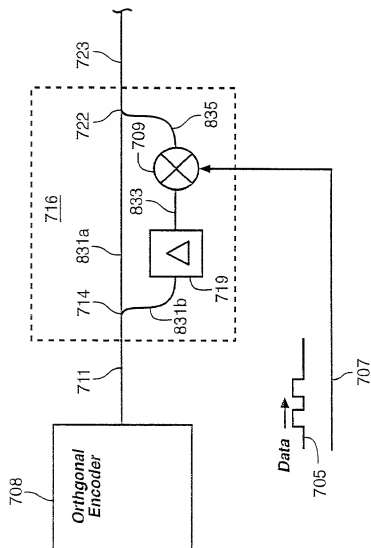 708
Orthgonal
Encoder
711
714
716
831a
831b
719
833
709
835
722
723
Data
705
707
Δ